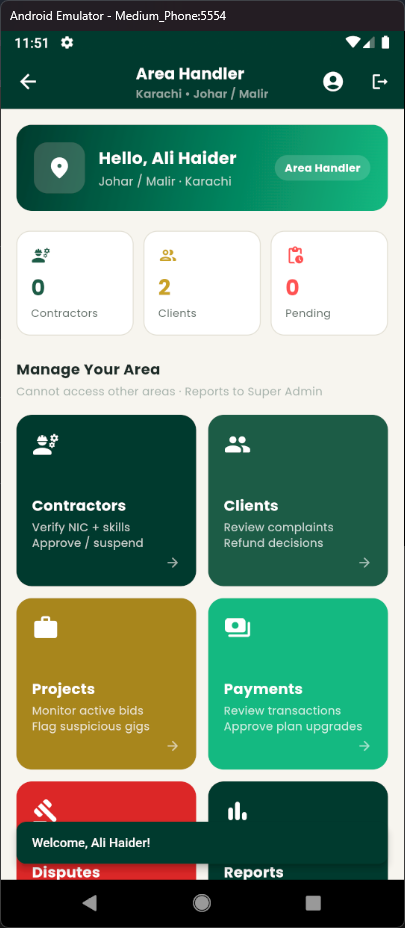 Android Emulator - Medium_Phone:5554
11:51
Area Handler
Karachi • Johar / Malir
Hello, Ali Haider
Johar / Malir · Karachi
Area Handler
0
Contractors
2
Clients
0
Pending
Manage Your Area
Cannot access other areas · Reports to Super Admin
Contractors
Verify NIC + skills
Approve / suspend
Clients
Review complaints
Refund decisions
Projects
Monitor active bids
Flag suspicious gigs
Payments
Review transactions
Approve plan upgrades
Welcome, Ali Haider!
Disputes
Reports